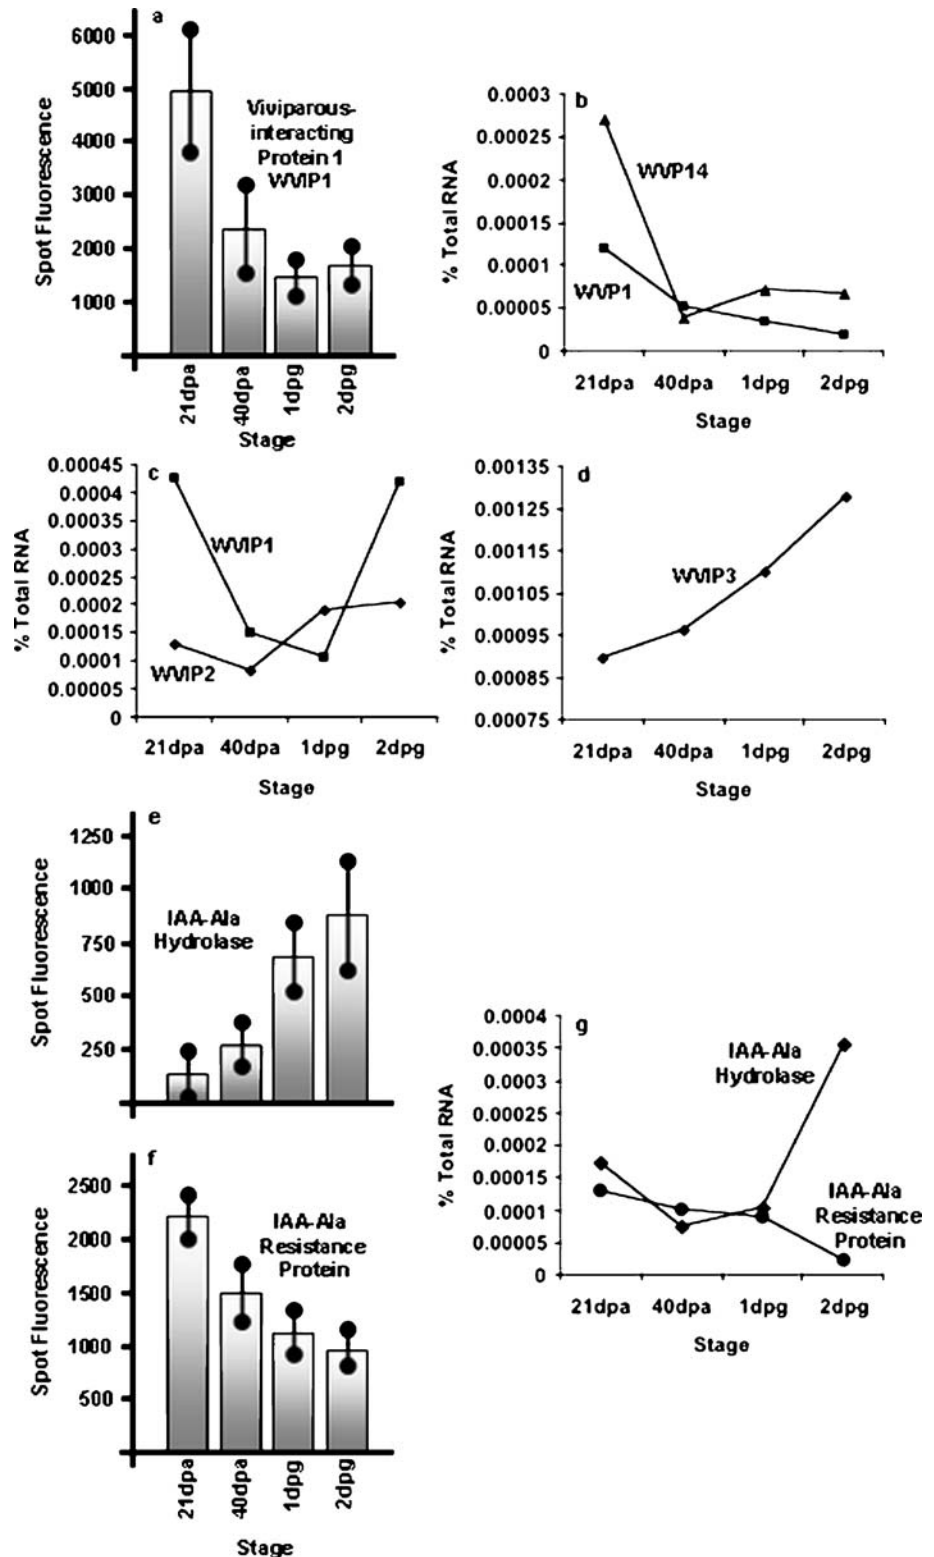 a
6000
5000
4000
3000
2000
1000
Spot Fluorescence
Viviparous-
interacting
Protein 1
WVIP1
21dpa
40dpa
1dpg
2dpg
Stage
b
0.0003
0.00025
0.0002
0.00015
0.0001
0.00005
0
% Total RNA
WVP14
WVP1
21dpa
40dpa
1dpg
2dpg
Stage
c
0.00045
0.0004
0.00035
0.0003
0.00025
0.0002
0.00015
0.0001
0.00005
0
% Total RNA
WVIP1
WVIP2
21dpa
40dpa
1dpg
2dpg
Stage
d
0.00135
0.00125
0.00115
0.00105
0.00095
0.00085
0.00075
% Total RNA
WVIP3
21dpa
40dpa
1dpg
2dpg
Stage
e
1250
1000
750
500
250
Spot Fluorescence
IAA-Ala
Hydrolase
f
2500
2000
1500
1000
500
Spot Fluorescence
IAA-Ala
Resistance
Protein
21dpa
40dpa
1dpg
2dpg
Stage
g
0.0004
0.00035
0.0003
0.00025
0.0002
0.00015
0.0001
0.00005
0
% Total RNA
IAA-Ala
Hydrolase
IAA-Ala
Resistance
Protein
21dpa
40dpa
1dpg
2dpg
Stage